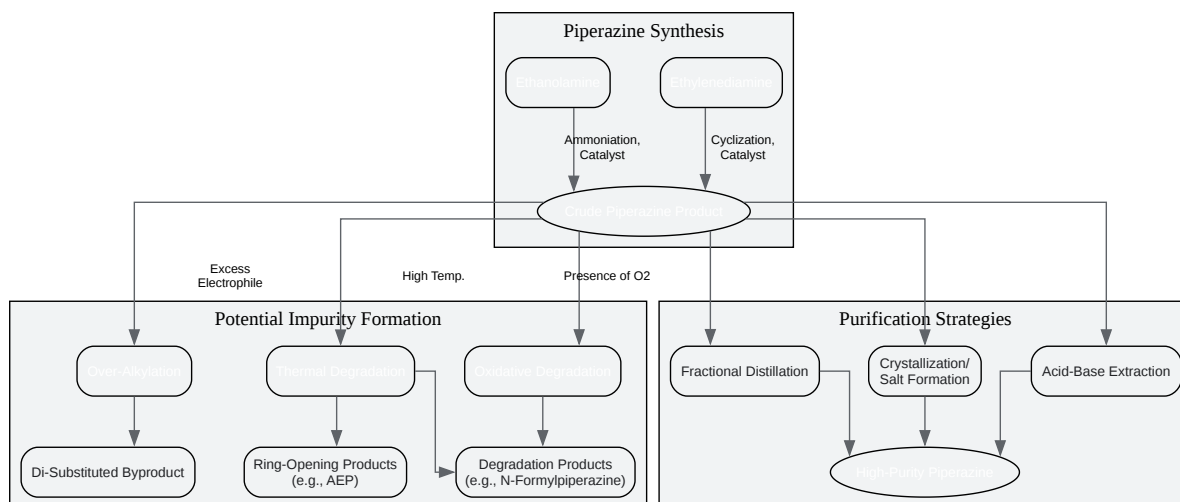 Piperazine Synthesis
Ethanolamine
Ethylenediamine
Ammoniation,
Catalyst
Cyclization,
Catalyst
Crude Piperazine Product
Excess
Electrophile
High Temp.
Presence of O2
Potential Impurity Formation
Over-Alkylation
Thermal Degradation
Oxidative Degradation
Di-Substituted Byproduct
Ring-Opening Products
(e.g., AEP)
Degradation Products
(e.g., N-Formylpiperazine)
Purification Strategies
Fractional Distillation
Crystallization/
Salt Formation
Acid-Base Extraction
High-Purity Piperazine